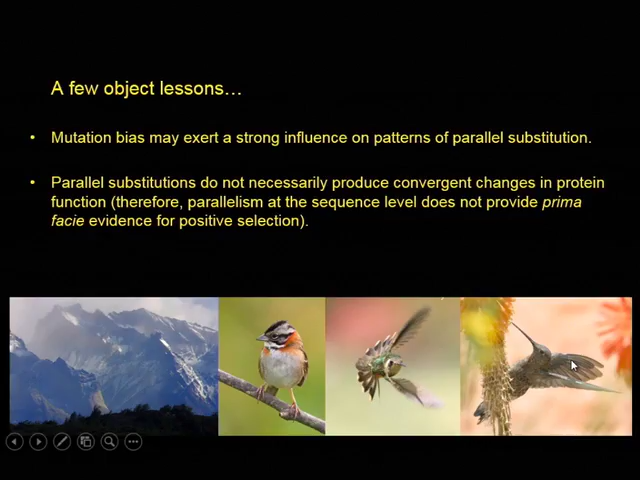 A few object lessons…
• Mutation bias may exert a strong influence on patterns of parallel substitution.
• Parallel substitutions do not necessarily produce convergent changes in protein
function (therefore, parallelism at the sequence level does not provide prima
facie evidence for positive selection).